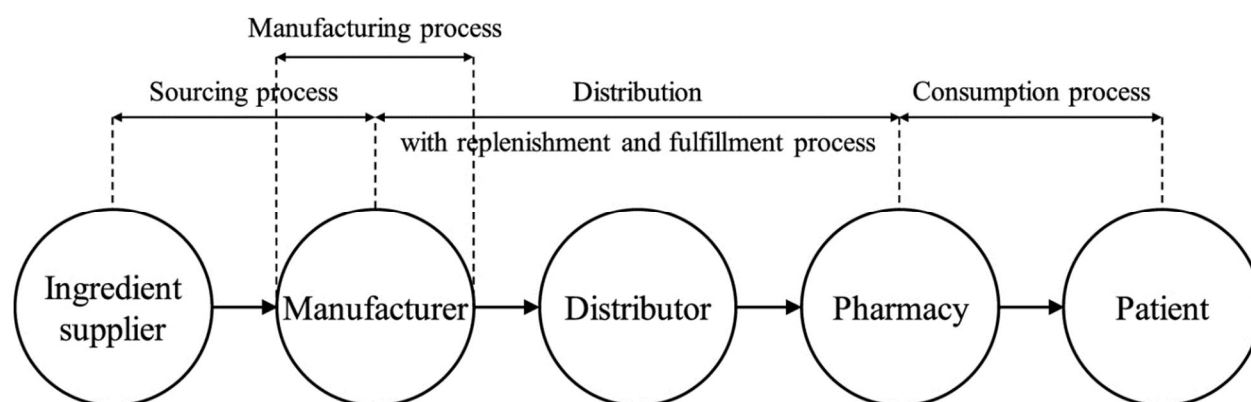 Manufacturing process
Sourcing process
Distribution
Consumption process
with replenishment and fulfillment process
Ingredient
supplier
Manufacturer
Distributor
Pharmacy
Patient